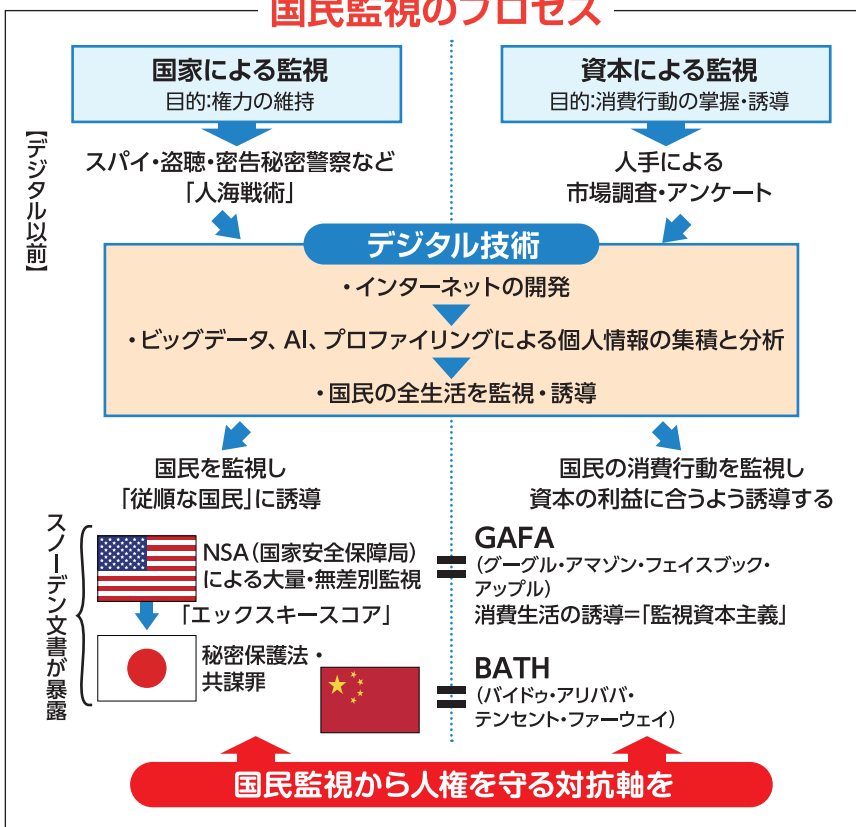 国民監視のプロセス
国家による監視
目的:権力の維持
資本による監視
目的:消費行動の掌握・誘導
【デジタル以前】
スパイ・盗聴・密告秘密警察など
「人海戦術」
人手による
市場調査・アンケート
デジタル技術
・インターネットの開発
・ビッグデータ、AI、プロファイリングによる個人情報の集積と分析
・国民の全生活を監視・誘導
国民を監視し
「従順な国民」に誘導
国民の消費行動を監視し
資本の利益に合うよう誘導する
スノーデン文書が暴露
NSA(国家安全保障局)
による大量・無差別監視
「エックスキースコア」
秘密保護法・
共謀罪
GAFA
(グーグル・アマゾン・フェイスブック・
アップル)
消費生活の誘導=「監視資本主義」
BATH
(バイドゥ・アリババ・
テンセント・ファーウェイ)
国民監視から人権を守る対抗軸を